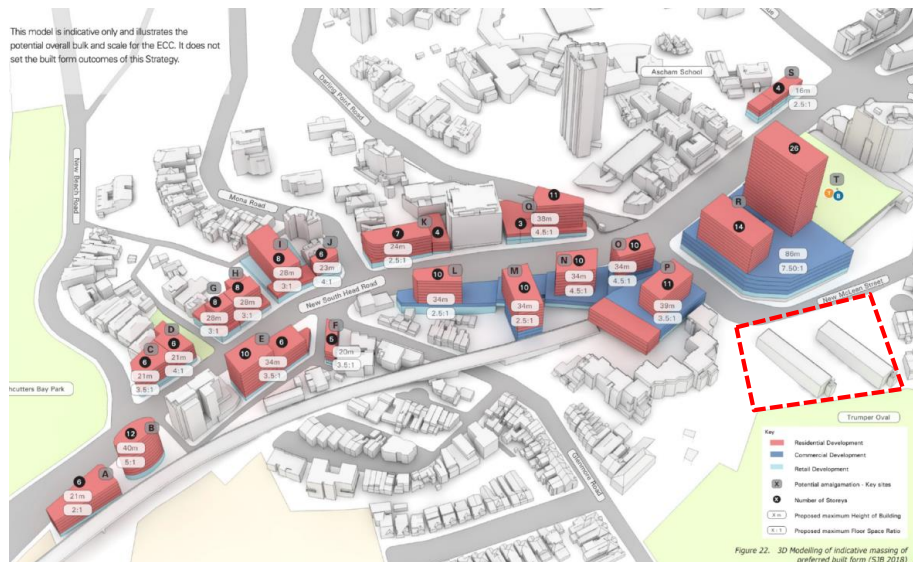 This model is indicative only and illustrates the
potential overall bulk and scale for the ECC. It does not
set the built form outcomes of this Strategy.
Ascham School
Darling Point Road
New Beach Road
Mona Road
New South Head Road
New McLean Street
Glenmore Road
Trumper Oval
hcutters Bay Park
S
4
16m
2.5:1
26
T
T
B
R
14
86m
7.50:1
11
Q
3
38m
4.5:1
K
7
4
24m
2.5:1
I
8
28m
3:1
J
6
23m
4:1
H
8
28m
3:1
G
8
28m
3:1
O
10
34m
4.5:1
N
10
34m
4.5:1
L
10
34m
2.5:1
M
10
34m
2.5:1
P
11
39m
3.5:1
D
6
21m
4:1
C
6
21m
3.5:1
E
10
6
34m
3.5:1
F
5
20m
3.5:1
B
12
40m
5:1
A
6
21m
2:1
Key
Residential Development
Commercial Development
Retail Development
X Potential amalgamation - Key sites
X Number of Storeys
X m Proposed maximum Height of Building
X : 1 Proposed maximum Floor Space Ratio
Figure 22. 3D Modelling of indicative massing of
preferred built form (SJB 2018)